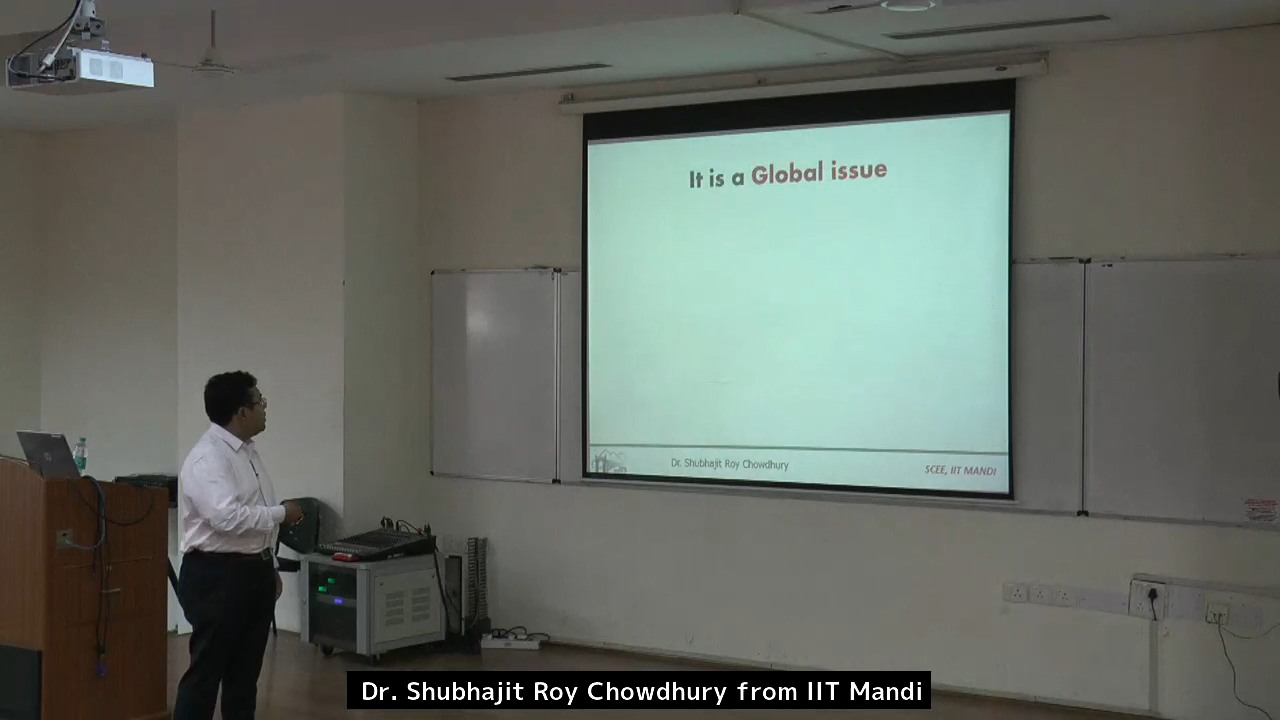 It is a Global issue
Dr. Shubhajit Roy Chowdhury
SCEE, IIT MANDI
Dr. Shubhajit Roy Chowdhury from IIT Mandi